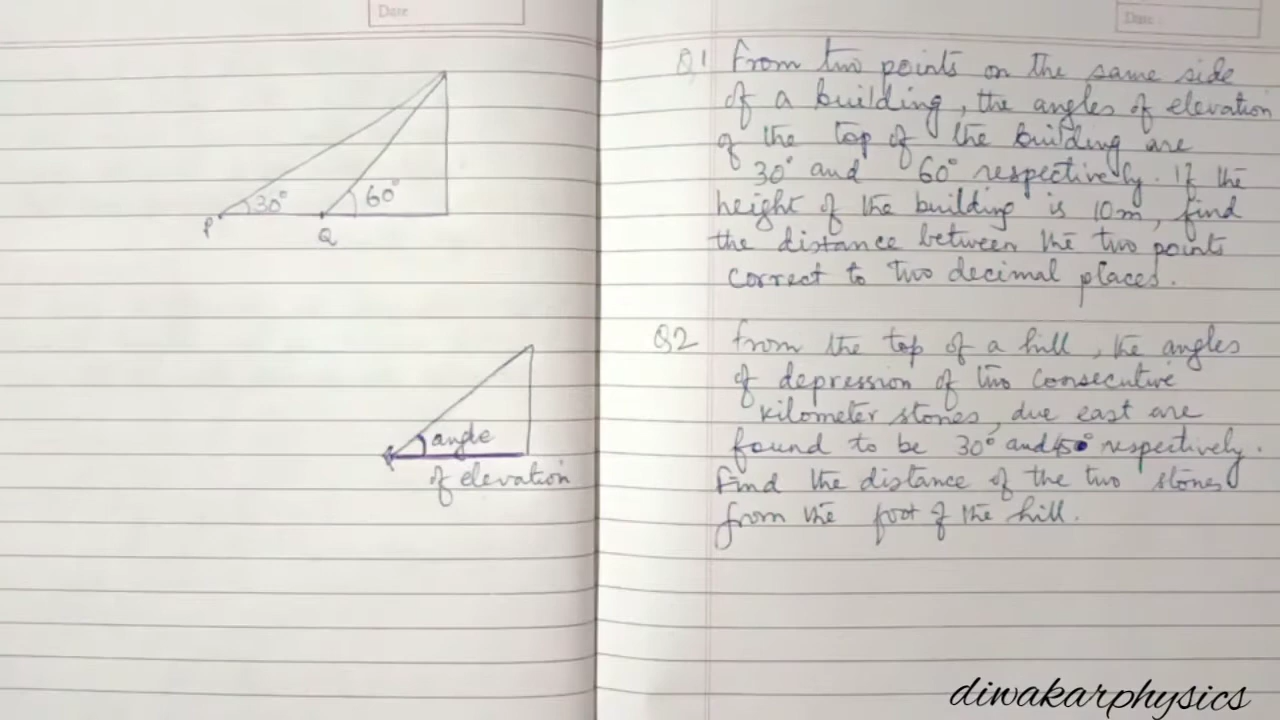 Date
30°
60°
P
Q
angle
of elevation
Date
Q1 From two points on the same side
of a building, the angles of elevation
of the top of the building are
30° and 60° respectively. If the
height of the building is 10m, find
the distance between the two points
correct to two decimal places.
Q2 From the top of a hill, the angles
of depression of two consecutive
kilometer stones, due east are
found to be 30° and 45° respectively.
Find the distance of the two stones
from the foot of the hill.
diwakarphysics